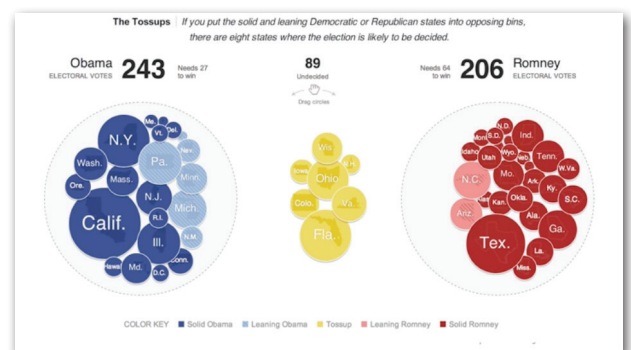 The Tossups If you put the solid and leaning Democratic or Republican states into opposing bins,
there are eight states where the election is likely to be decided.
Obama
ELECTORAL VOTES
243
Needs 27
to win
89
Undecided
Drag circles
Needs 64
to win
206
Romney
ELECTORAL VOTES
Me.
Vt.
Del.
N.Y.
Nev.
Wash.
Pa.
Mass.
Minn.
Ore.
N.J.
Mich.
Calif.
R.I.
Ill.
N.M.
Conn.
Hawaii
Md.
D.C.
Wis.
N.H.
Iowa
Ohio
Colo.
Va.
Fla.
N.D.
Mont.
S.D.
Ind.
Idaho
Utah
Wyo.
Neb.
Tenn.
W.Va.
N.C.
Mo.
Ark.
Ky.
Kan.
Okla.
S.C.
Ariz.
Ala.
Ga.
Tex.
La.
Miss.
COLOR KEY Solid Obama Leaning Obama Tossup Leaning Romney Solid Romney